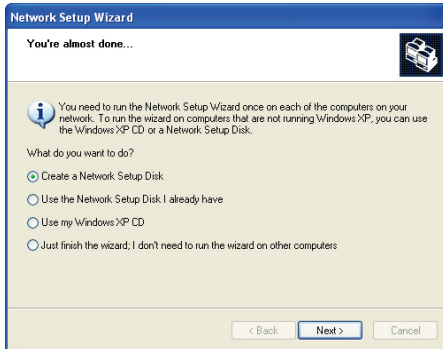 Network Setup Wizard
You're almost done...
You need to run the Network Setup Wizard once on each of the computers on your
network. To run the wizard on computers that are not running Windows XP, you can use
the Windows XP CD or a Network Setup Disk.
What do you want to do?
Create a Network Setup Disk
Use the Network Setup Disk I already have
Use my Windows XP CD
Just finish the wizard; I don't need to run the wizard on other computers
< Back Next > Cancel